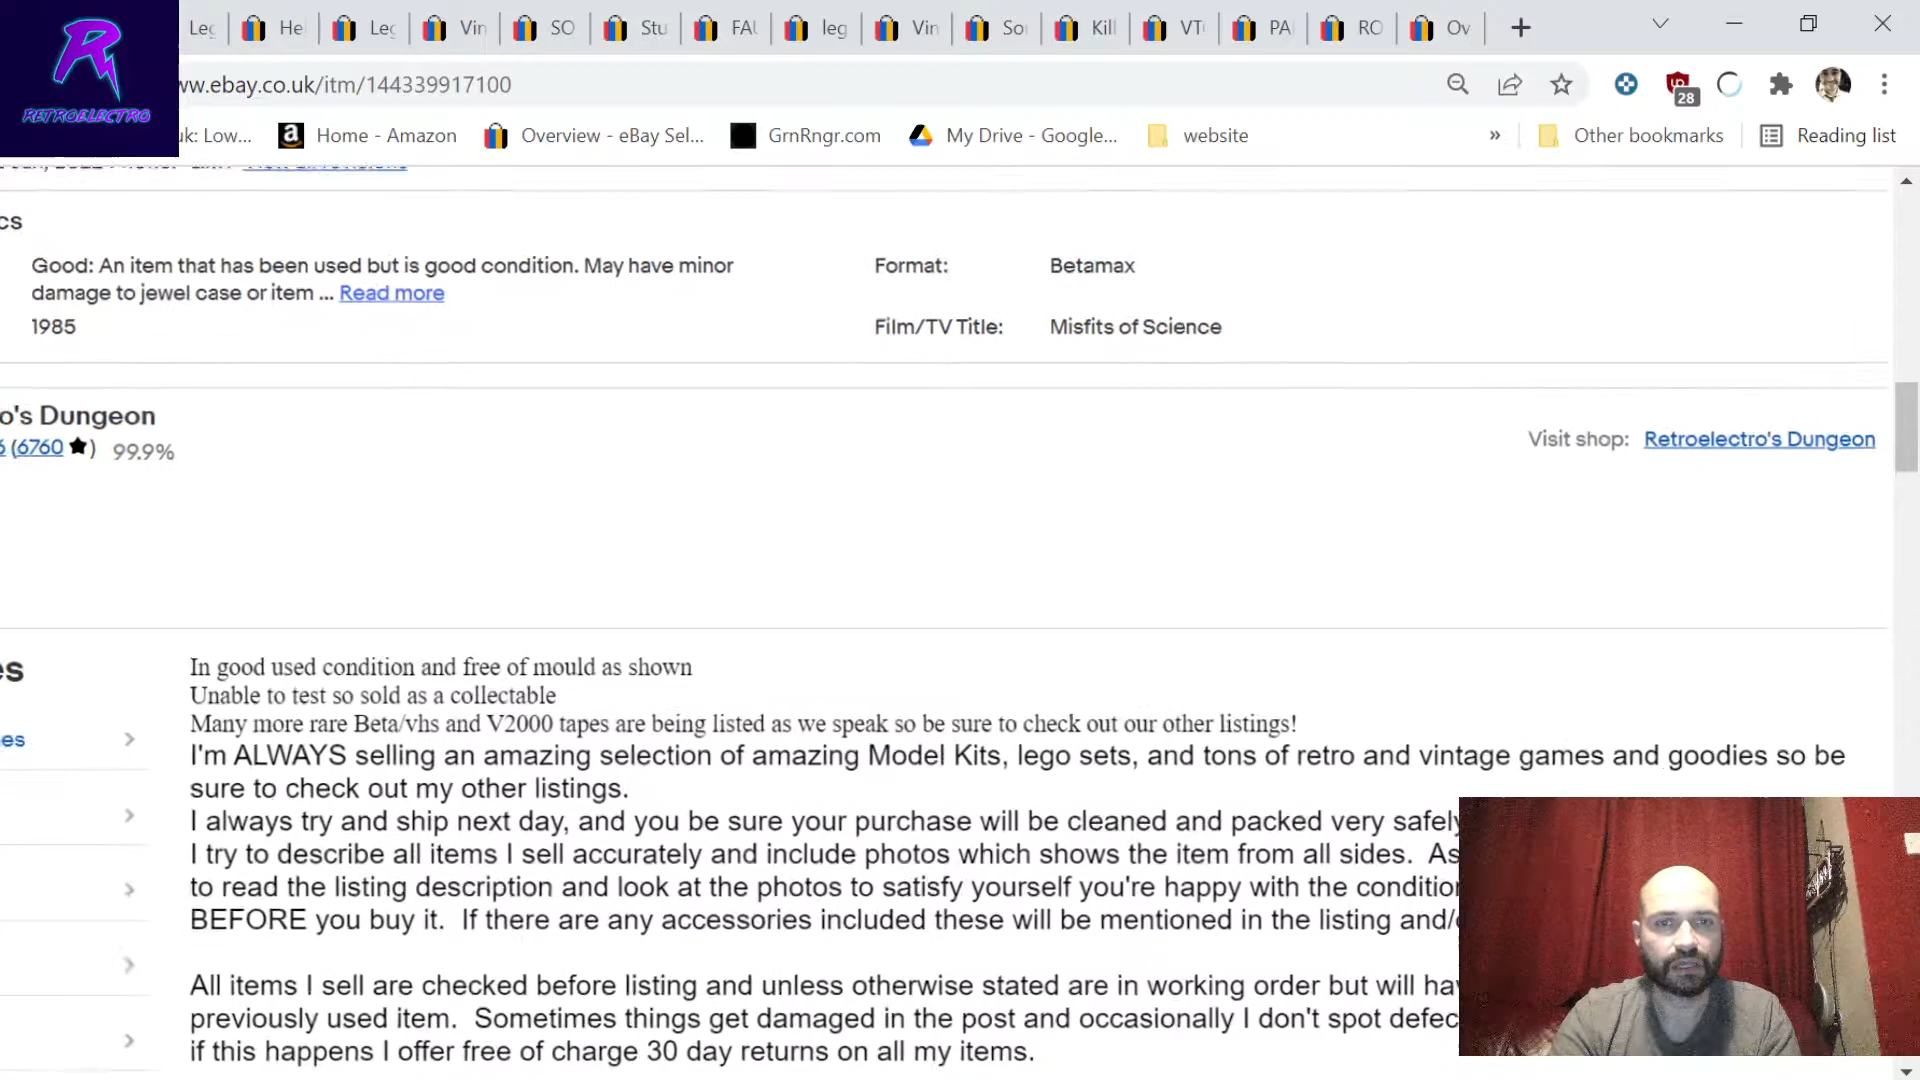 Leg
He
Leg
Vin
SO
Stu
FAU
leg
Vin
So
Kill
VT
PA
RO
Ov
RETROELECTRO
ww.ebay.co.uk/itm/144339917100
28
uk: Low...
Home - Amazon
Overview - eBay Sel...
GrnRngr.com
My Drive - Google...
website
»
Other bookmarks
Reading list
cs
Good: An item that has been used but is good condition. May have minor
damage to jewel case or item ... Read more
Format: Betamax
1985
Film/TV Title: Misfits of Science
o's Dungeon
6 (6760 ★) 99.9%
Visit shop: Retroelectro's Dungeon
es
es
In good used condition and free of mould as shown
Unable to test so sold as a collectable
Many more rare Beta/vhs and V2000 tapes are being listed as we speak so be sure to check out our other listings!
I'm ALWAYS selling an amazing selection of amazing Model Kits, lego sets, and tons of retro and vintage games and goodies so be
sure to check out my other listings.
I always try and ship next day, and you be sure your purchase will be cleaned and packed very safely
I try to describe all items I sell accurately and include photos which shows the item from all sides. As
to read the listing description and look at the photos to satisfy yourself you're happy with the condition
BEFORE you buy it. If there are any accessories included these will be mentioned in the listing and/
All items I sell are checked before listing and unless otherwise stated are in working order but will ha
previously used item. Sometimes things get damaged in the post and occasionally I don't spot defec
if this happens I offer free of charge 30 day returns on all my items.